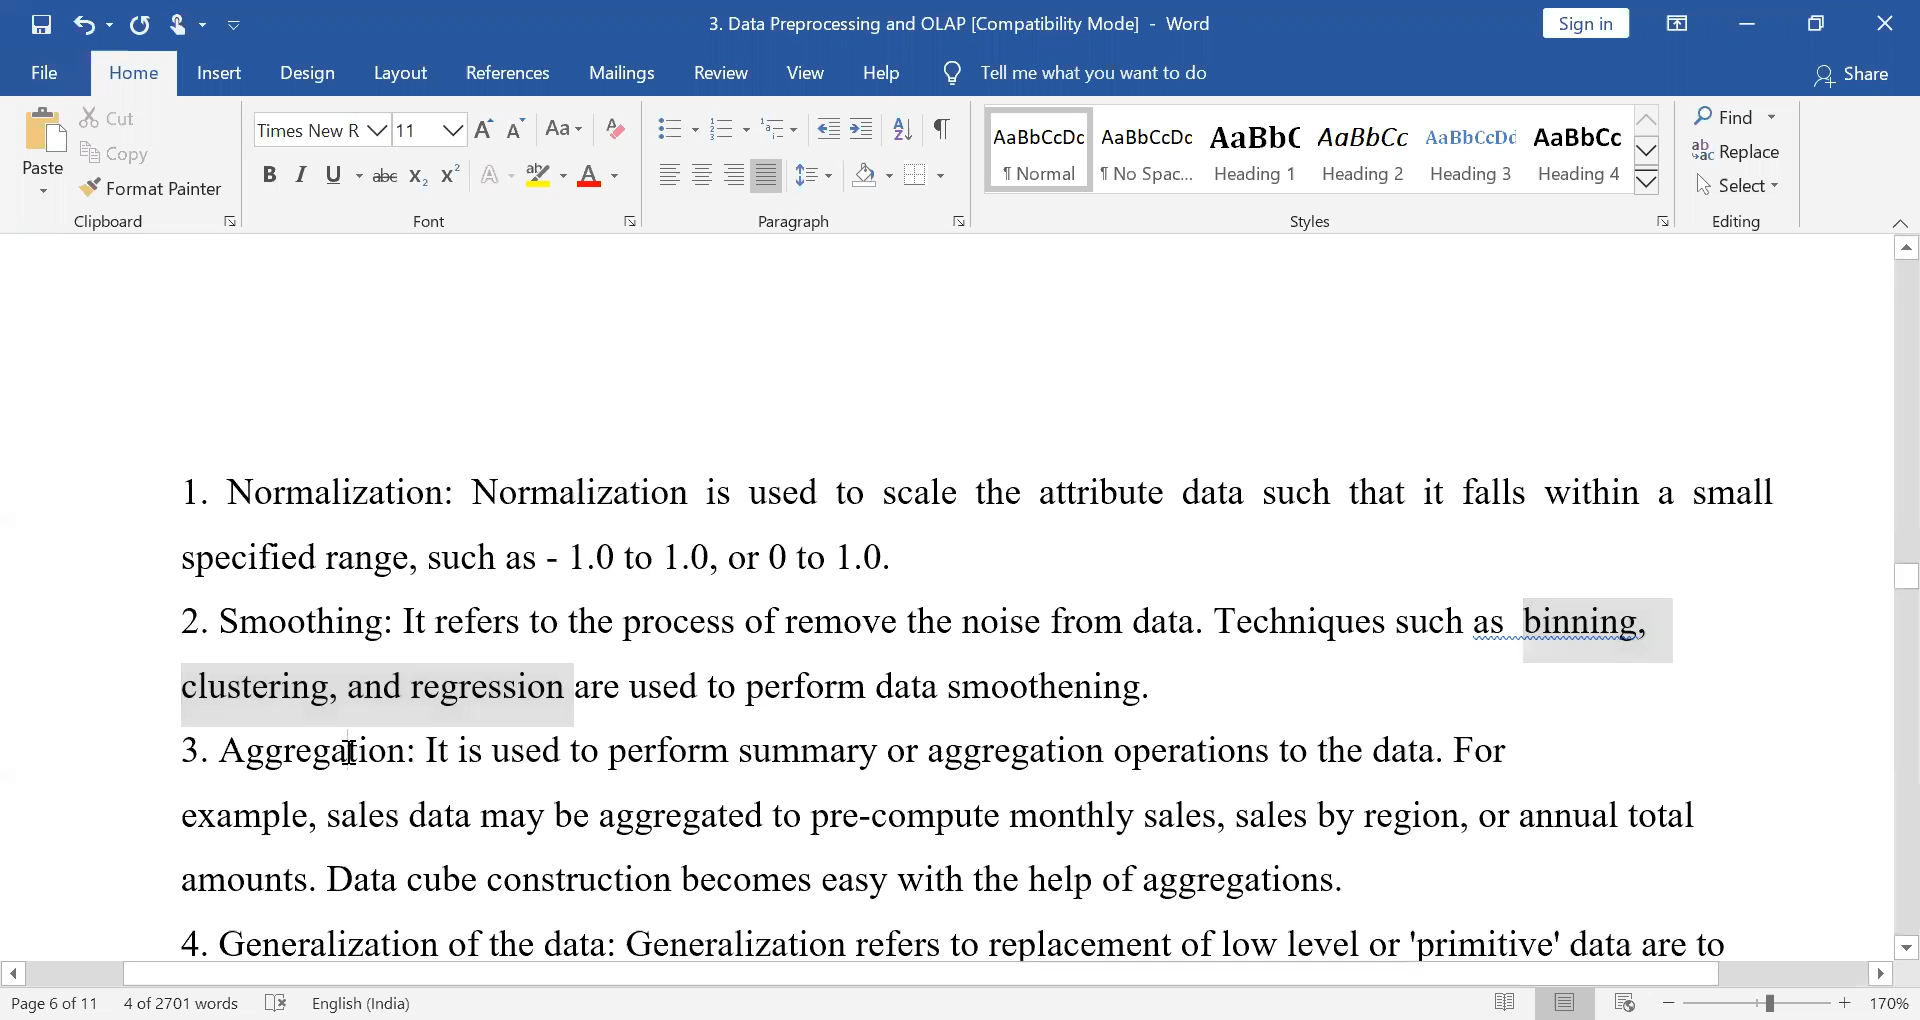 3. Data Preprocessing and OLAP [Compatibility Mode] - Word
Sign in
File Home Insert Design Layout References Mailings Review View Help Tell me what you want to do Share
Paste
Cut
Copy
Format Painter
Clipboard
Times New R 11
Aa
B I U abc X₂ X² A ab A
Font
Paragraph
AaBbCcDc AaBbCcDc AaBbC AaBbCc AaBbCcDd AaBbCc
¶ Normal ¶ No Spac... Heading 1 Heading 2 Heading 3 Heading 4
Styles
Find
Replace
Select
Editing
1. Normalization: Normalization is used to scale the attribute data such that it falls within a small
specified range, such as - 1.0 to 1.0, or 0 to 1.0.
2. Smoothing: It refers to the process of remove the noise from data. Techniques such as binning,
clustering, and regression are used to perform data smoothening.
3. Aggregation: It is used to perform summary or aggregation operations to the data. For
example, sales data may be aggregated to pre-compute monthly sales, sales by region, or annual total
amounts. Data cube construction becomes easy with the help of aggregations.
4. Generalization of the data: Generalization refers to replacement of low level or 'primitive' data are to
Page 6 of 11 4 of 2701 words English (India) 170%